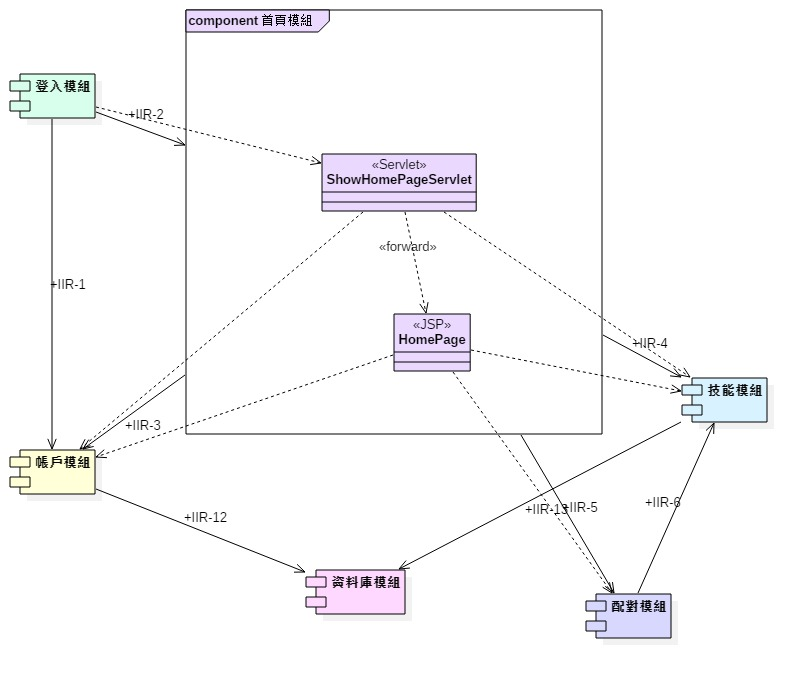 component 首頁模組
登入模組
+IIR-2
«Servlet»
ShowHomePageServlet
«forward»
+IIR-1
«JSP»
HomePage
+IIR-4
技能模組
+IIR-3
帳戶模組
+IIR-12
+IIR-13
+IIR-5
+IIR-6
資料庫模組
配對模組